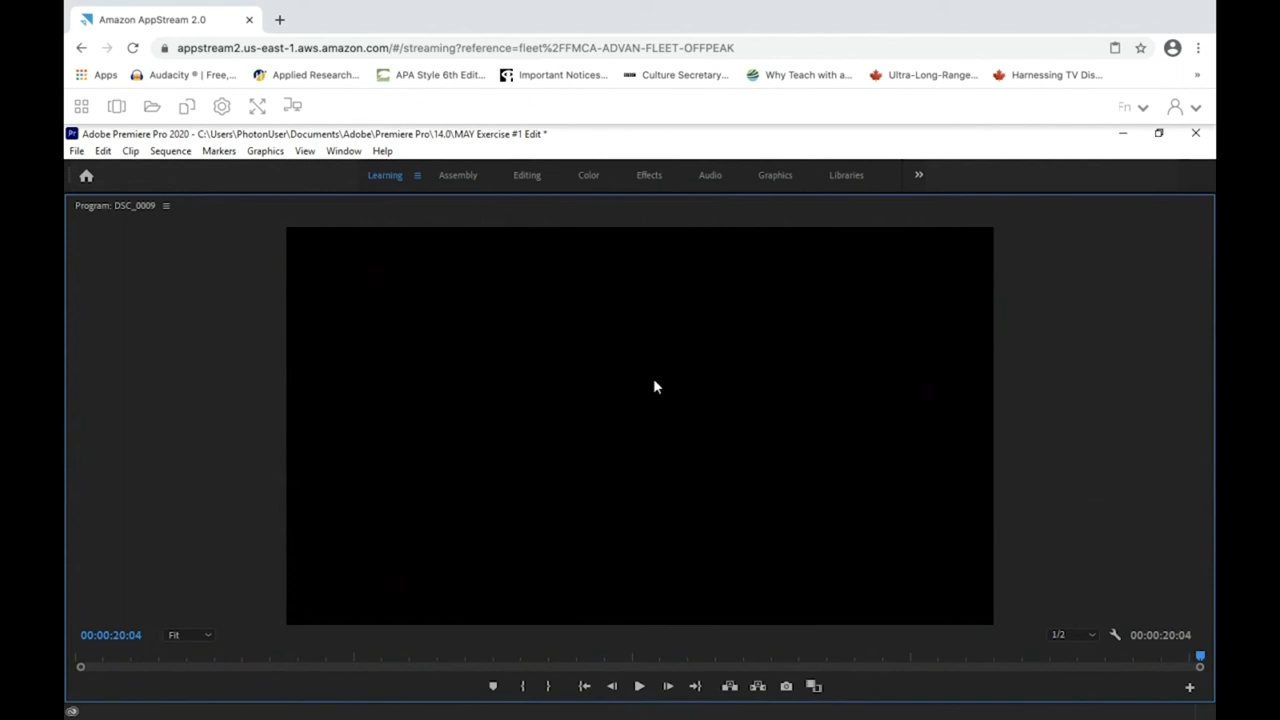 Amazon AppStream 2.0
appstream2.us-east-1.aws.amazon.com/#/streaming?reference=fleet%2FFMCA-ADVAN-FLEET-OFFPEAK
Apps Audacity ® | Free,... Applied Research... APA Style 6th Edit... Important Notices... Culture Secretary... Why Teach with a... Ultra-Long-Range... Harnessing TV Dis... »
Fn
Pr Adobe Premiere Pro 2020 - C:\Users\PhotonUser\Documents\Adobe\Premiere Pro\14.0\MAY Exercise #1 Edit *
File Edit Clip Sequence Markers Graphics View Window Help
Learning Assembly Editing Color Effects Audio Graphics Libraries »
Program: DSC_0009
00:00:20:04 Fit 1/2 00:00:20:04